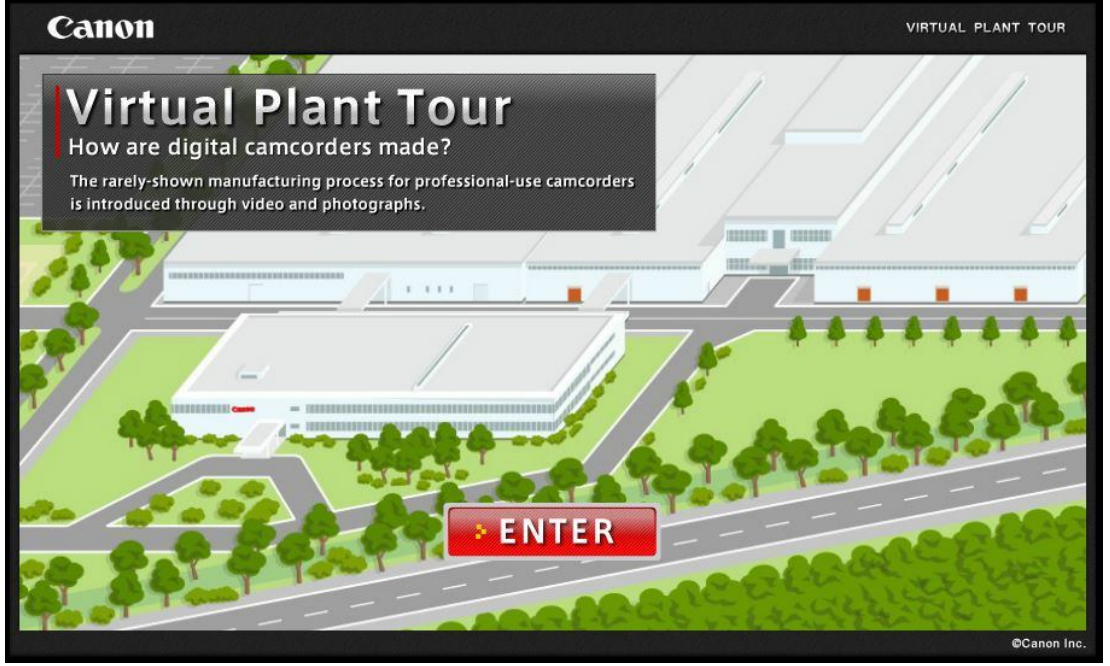 Canon
VIRTUAL PLANT TOUR
Virtual Plant Tour
How are digital camcorders made?
The rarely-shown manufacturing process for professional-use camcorders
is introduced through video and photographs.
Canon
ENTER
©Canon Inc.